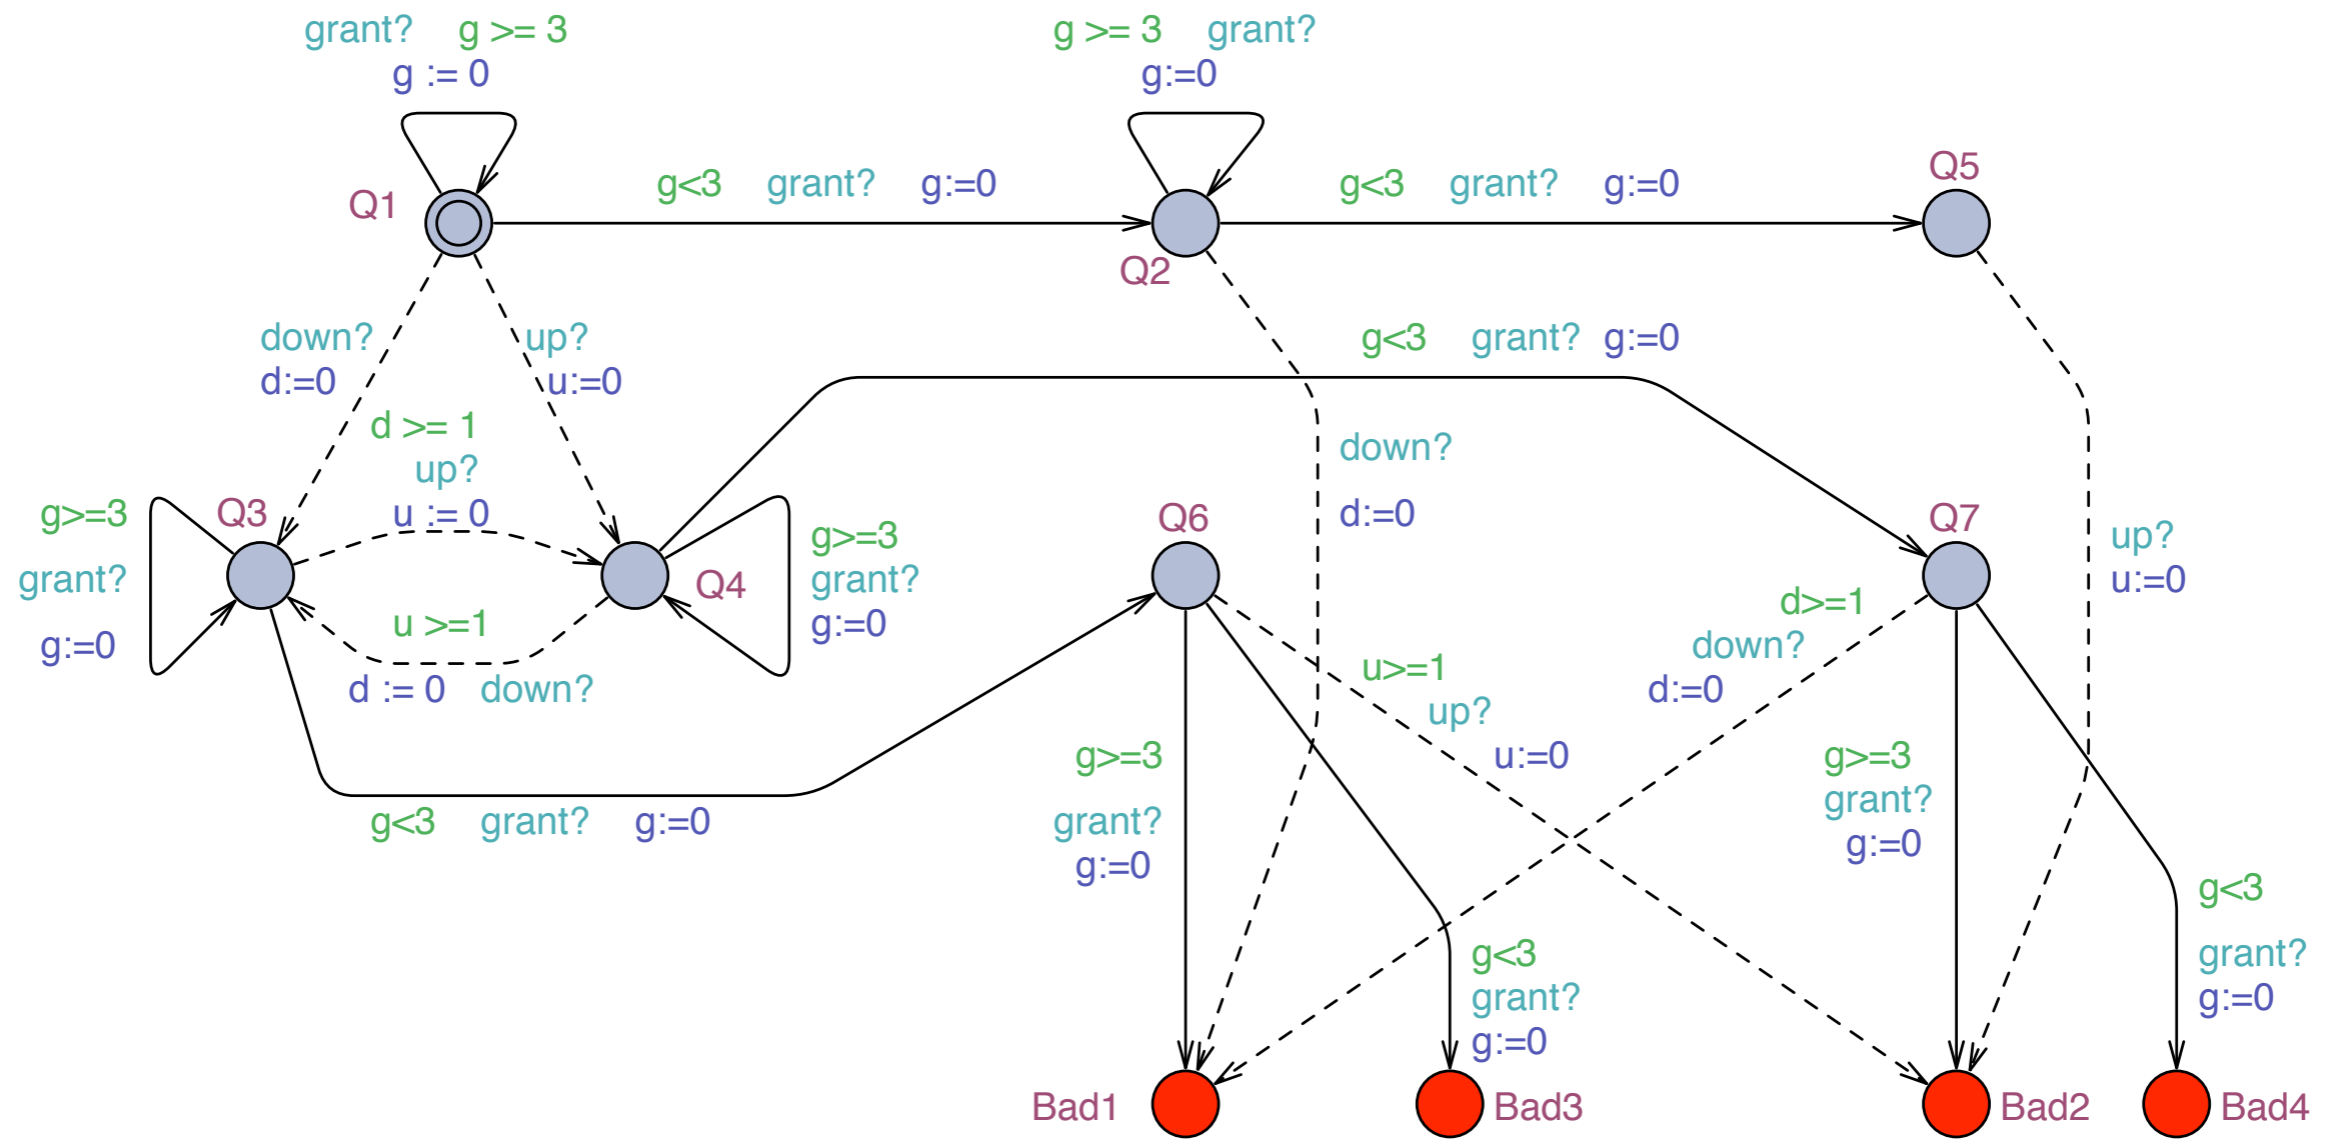 grant? g >= 3
g := 0
g >= 3 grant?
g:=0
Q1
g<3 grant? g:=0
Q2
g<3 grant? g:=0
Q5
down?
d:=0
up?
u:=0
g<3 grant? g:=0
d >= 1
up?
u := 0
down?
d:=0
g>=3
grant?
g:=0
Q3
Q4
g>=3
grant?
g:=0
Q6
Q7
up?
u:=0
u >=1
d := 0 down?
g<3 grant? g:=0
u>=1
up?
u:=0
d>=1
down?
d:=0
g>=3
grant?
g:=0
g>=3
grant?
g:=0
g<3
grant?
g:=0
g<3
grant?
g:=0
Bad1
Bad3
Bad2
Bad4